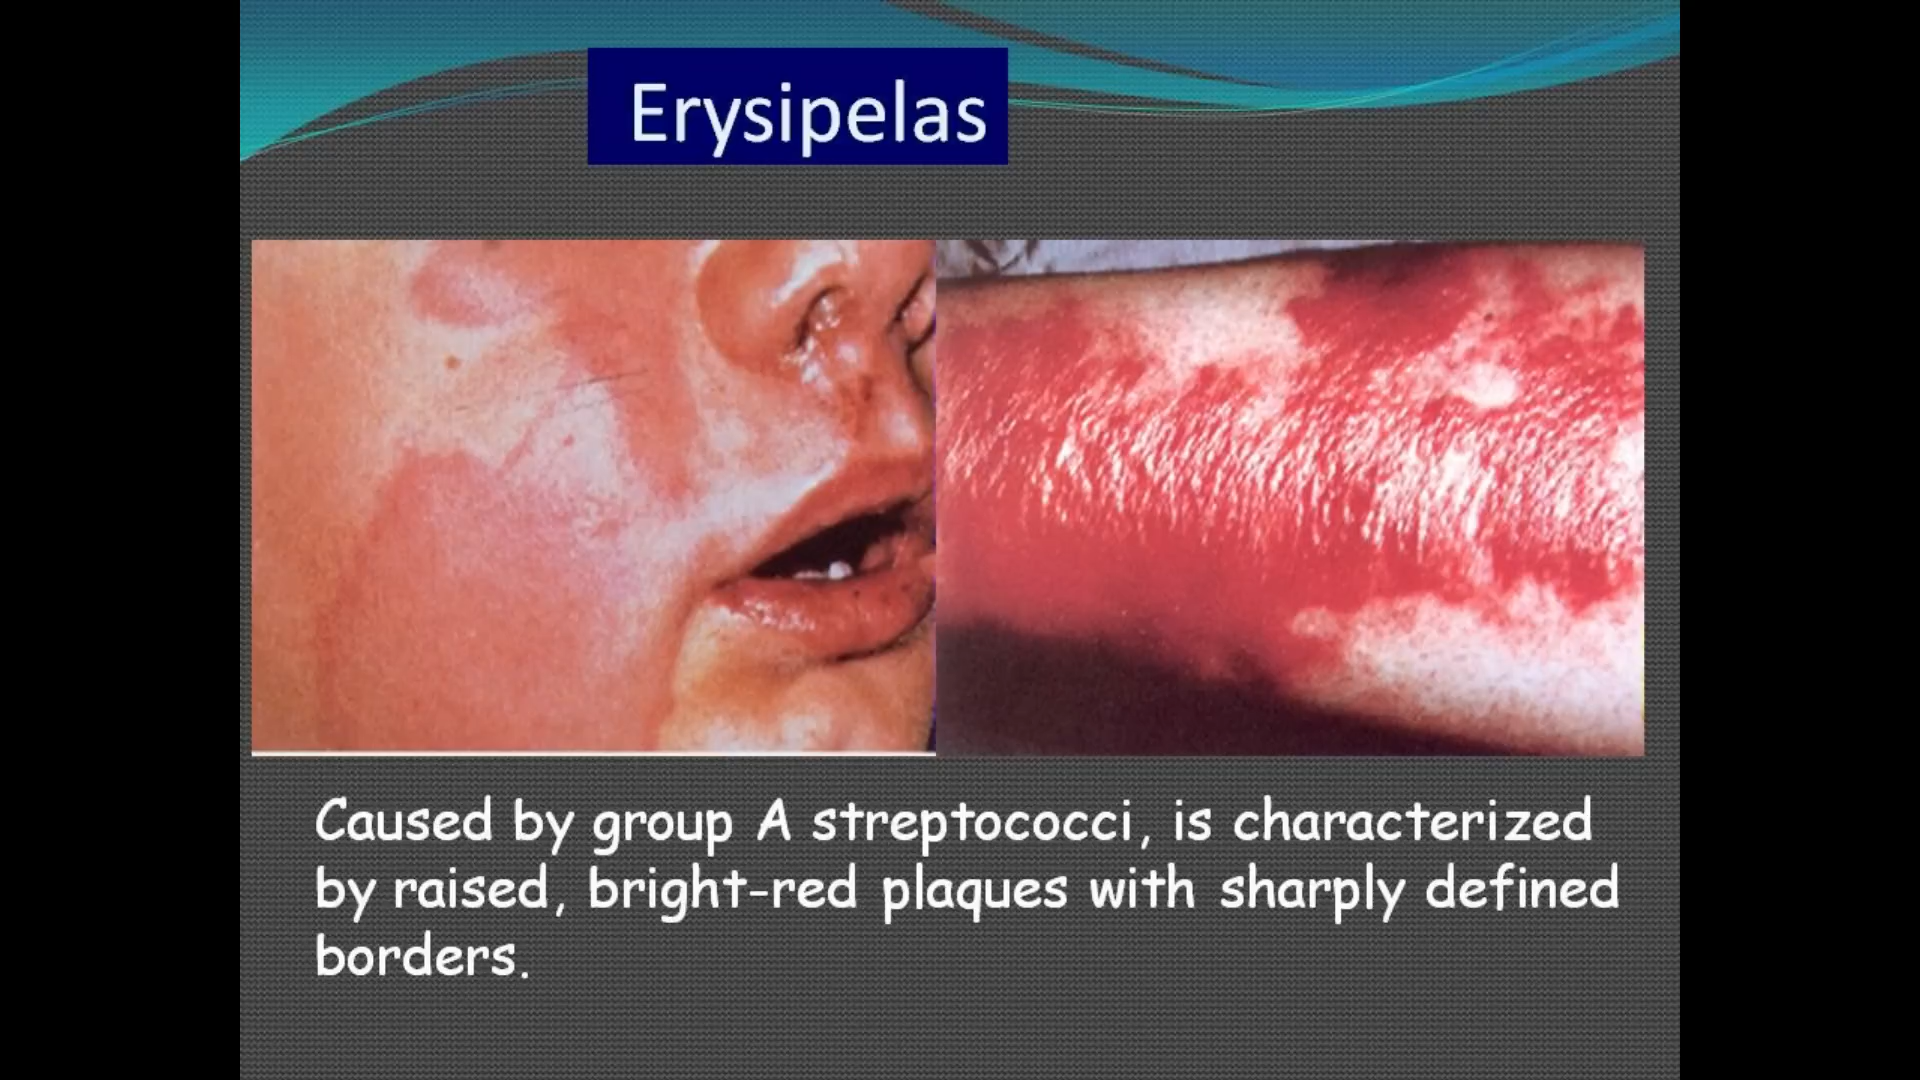 Erysipelas
Caused by group A streptococci, is characterized
by raised, bright-red plaques with sharply defined
borders.